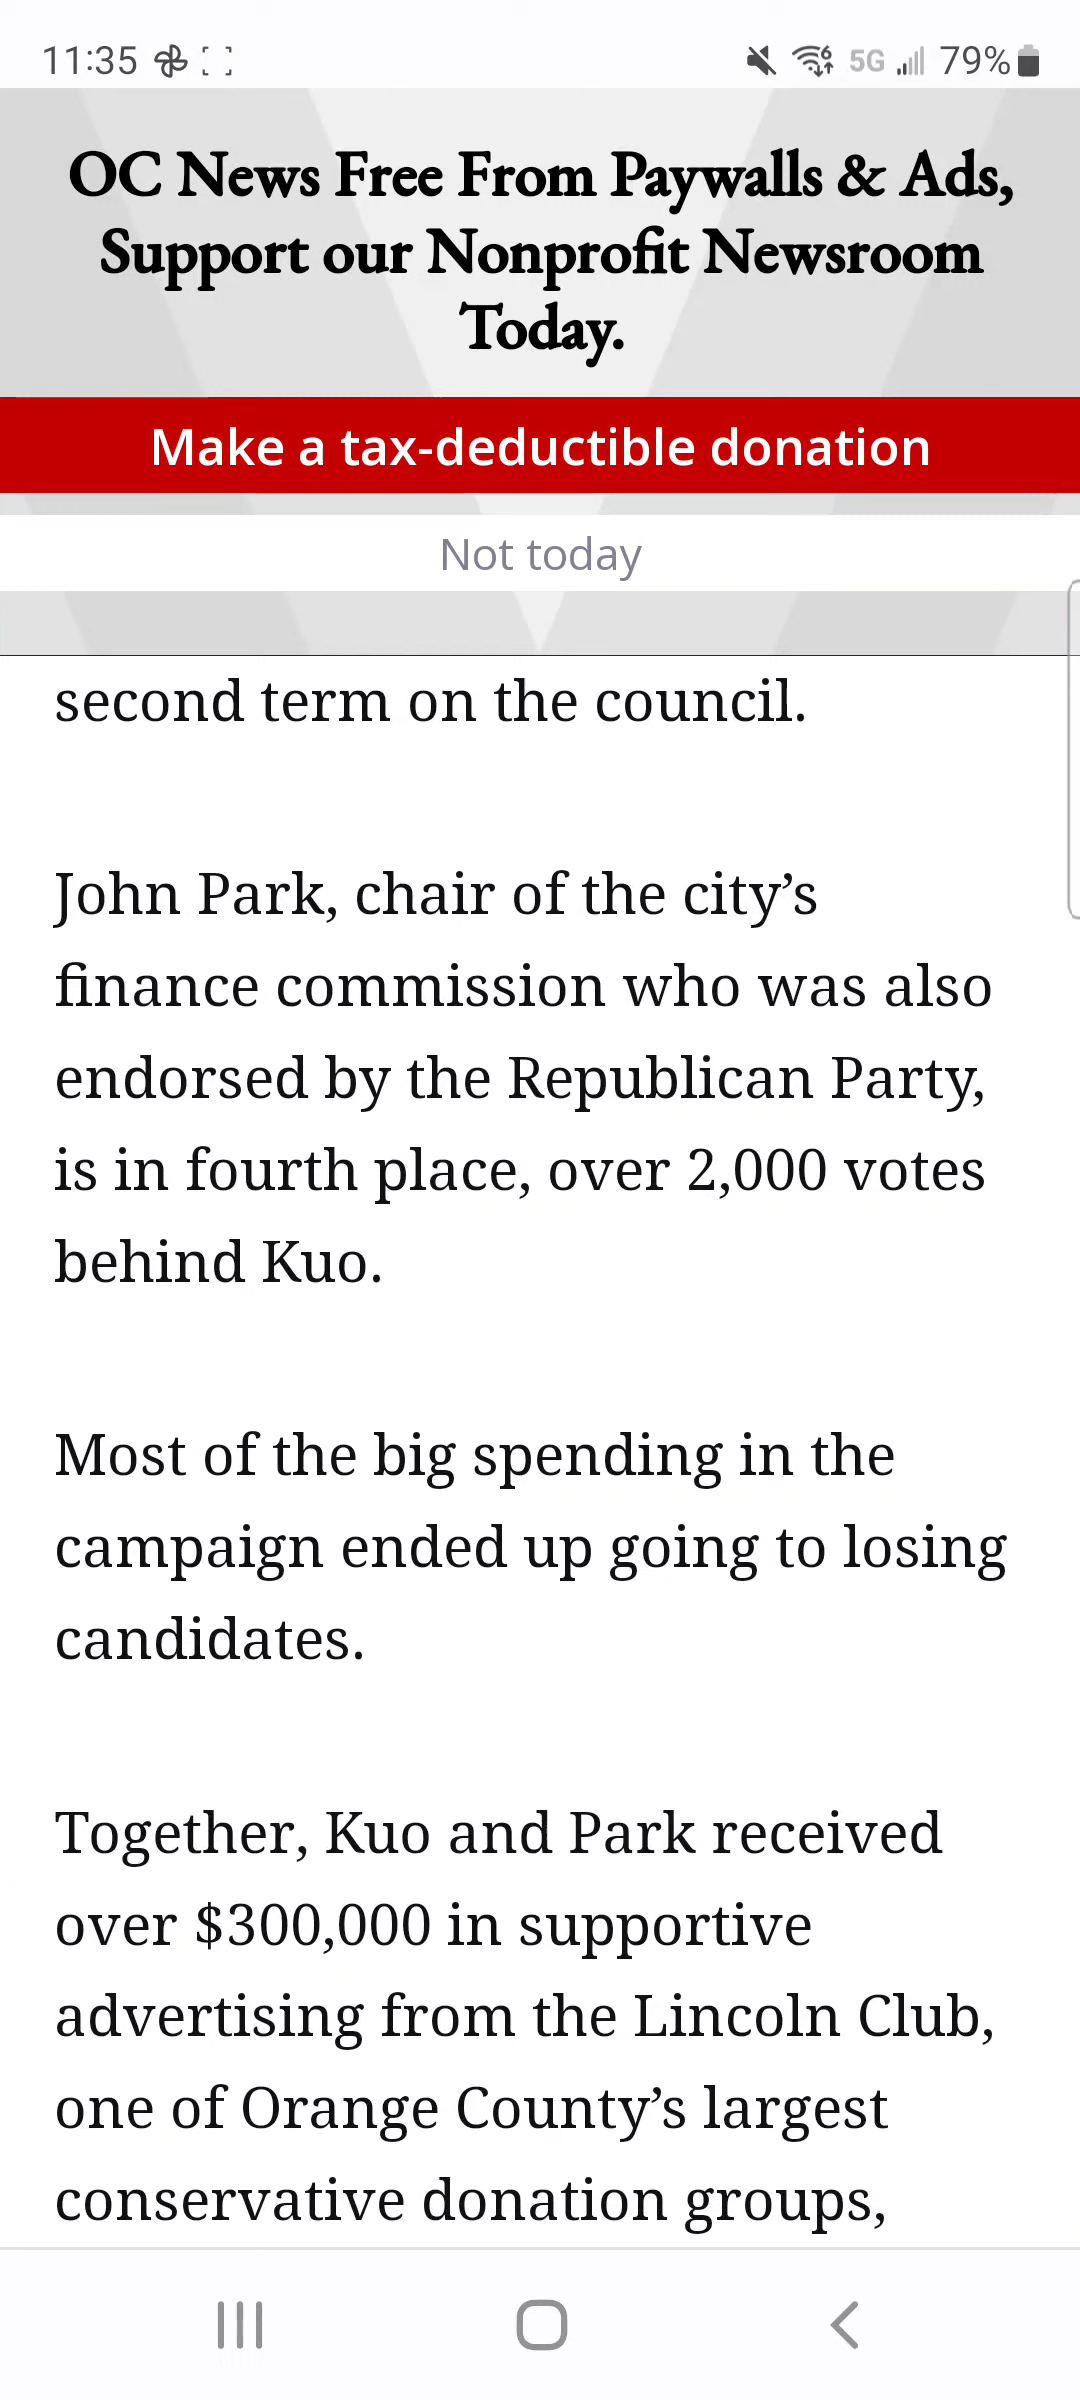 11:35 5G 79%
OC News Free From Paywalls & Ads,
Support our Nonprofit Newsroom
Today.
Make a tax-deductible donation
Not today
second term on the council.
John Park, chair of the city’s
finance commission who was also
endorsed by the Republican Party,
is in fourth place, over 2,000 votes
behind Kuo.
Most of the big spending in the
campaign ended up going to losing
candidates.
Together, Kuo and Park received
over $300,000 in supportive
advertising from the Lincoln Club,
one of Orange County’s largest
conservative donation groups,